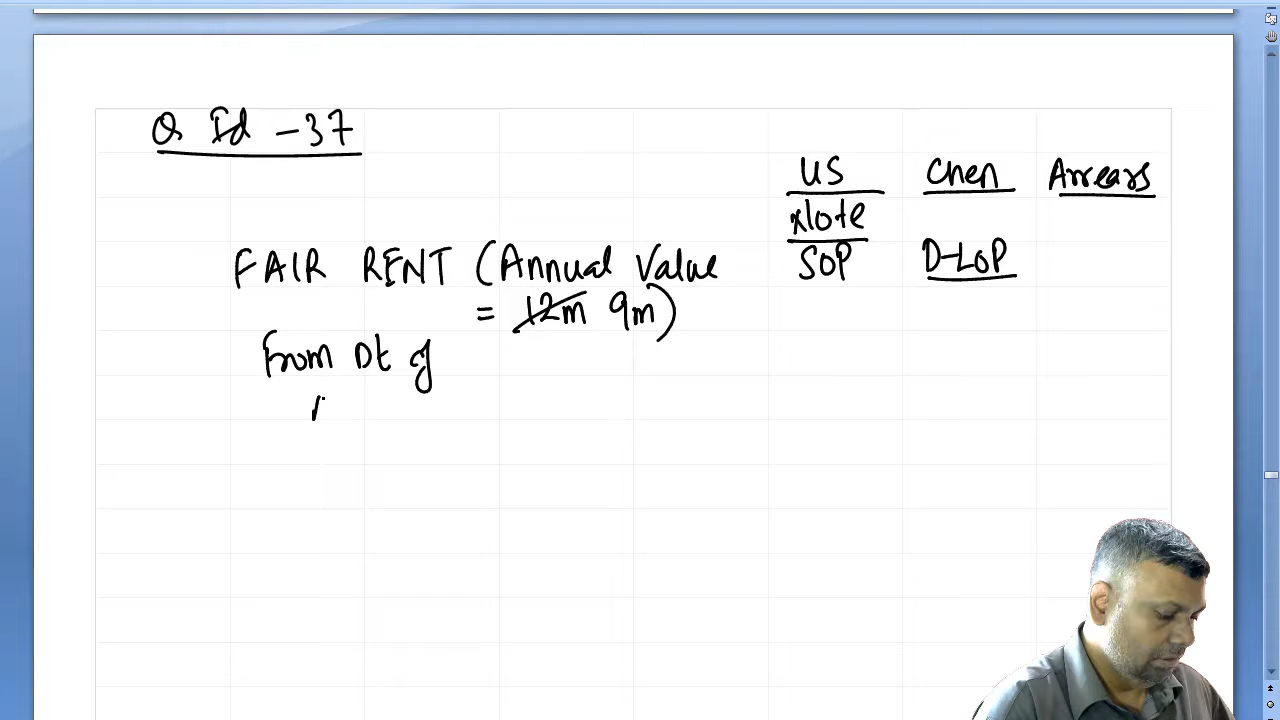 Q Id - 37
US Chen Arrears
xlote
SOP D-LOP
FAIR RENT (Annual Value
= 12m 9m)
From Dt of